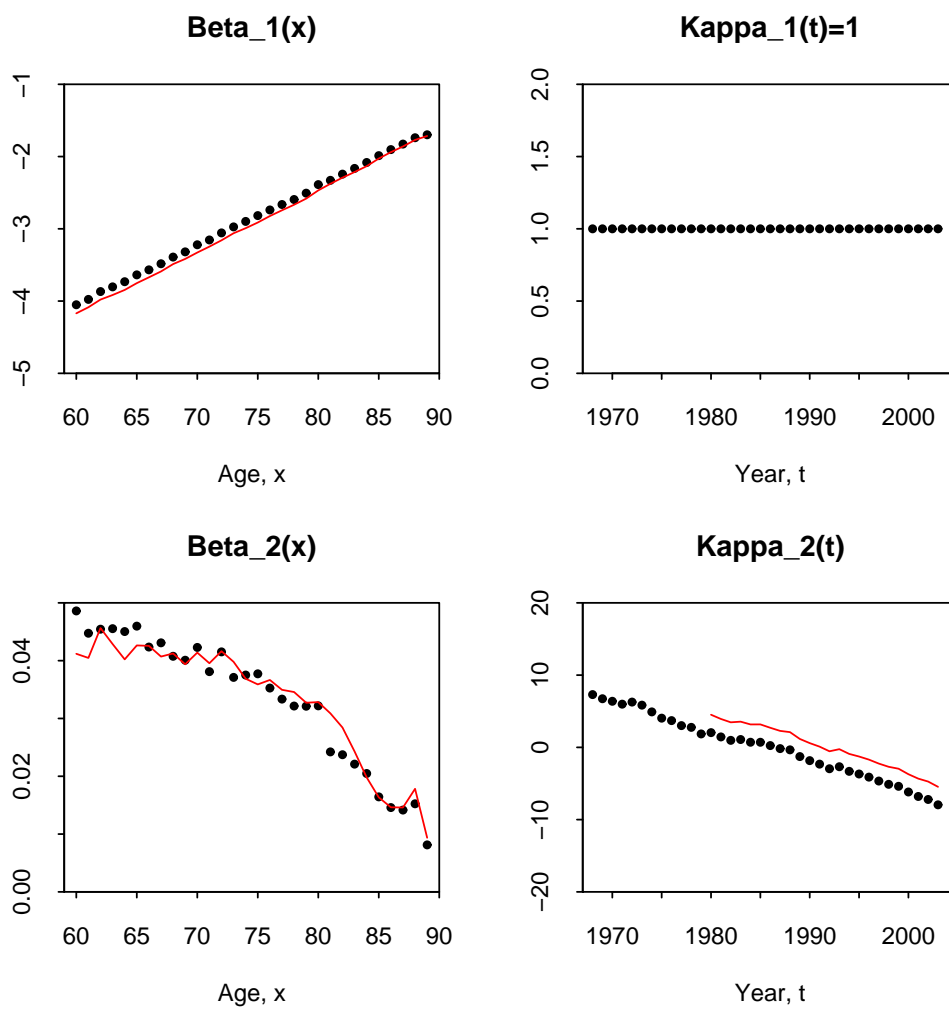 Beta_1(x)
−1
−2
−3
−4
−5
60 65 70 75 80 85 90
Age, x
Kappa_1(t)=1
2.0
1.5
1.0
0.5
0.0
1970 1980 1990 2000
Year, t
Beta_2(x)
0.04
0.02
0.00
60 65 70 75 80 85 90
Age, x
Kappa_2(t)
20
10
0
−10
−20
1970 1980 1990 2000
Year, t